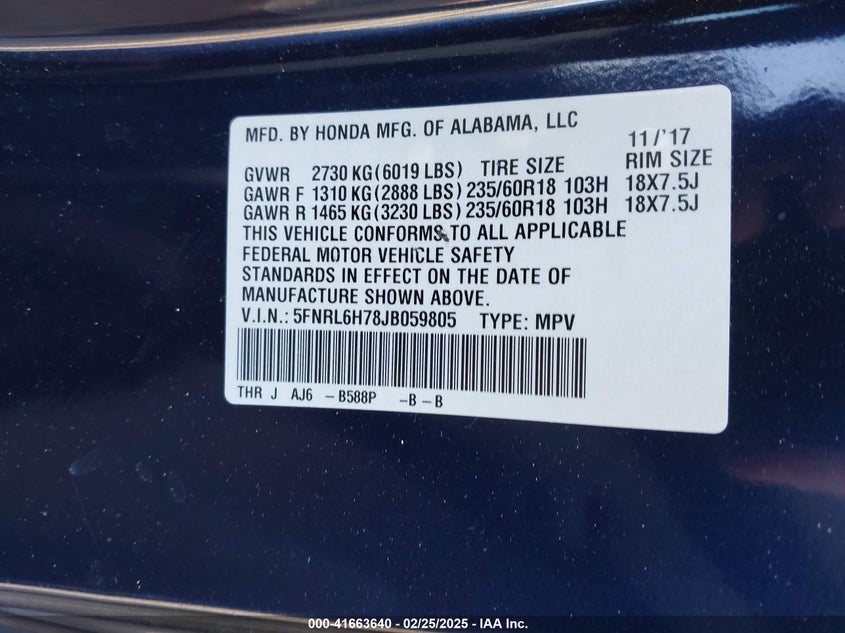 MFD. BY HONDA MFG. OF ALABAMA, LLC 11/'17
GVWR 2730 KG (6019 LBS) TIRE SIZE RIM SIZE
GAWR F 1310 KG (2888 LBS) 235/60R18 103H 18X7.5J
GAWR R 1465 KG (3230 LBS) 235/60R18 103H 18X7.5J
THIS VEHICLE CONFORMS TO ALL APPLICABLE
FEDERAL MOTOR VEHICLE SAFETY
STANDARDS IN EFFECT ON THE DATE OF
MANUFACTURE SHOWN ABOVE.
V.I.N.: 5FNRL6H78JB059805 TYPE: MPV
THR J AJ6 - B588P - B - B
000-41663640 - 02/25/2025 - IAA Inc.